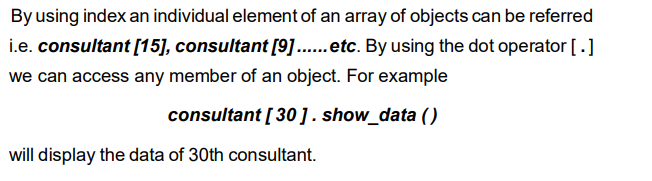 By using index an individual element of an array of objects can be referred
i.e. consultant [15], consultant [9]......etc. By using the dot operator [ . ]
we can access any member of an object. For example
consultant [ 30 ] . show_data ( )
will display the data of 30th consultant.